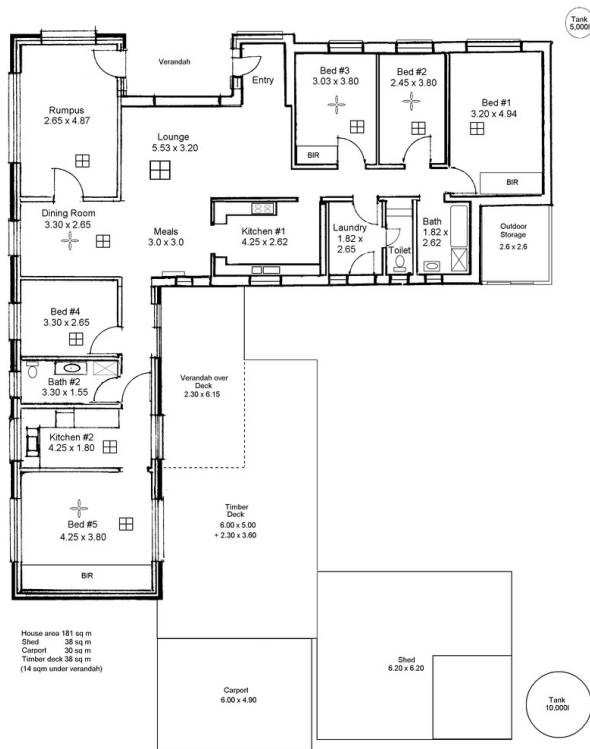 Tank
5,000l
Verandah
Entry
Bed #3
3.03 x 3.80
BIR
Bed #2
2.45 x 3.80
Bed #1
3.20 x 4.94
BIR
Rumpus
2.65 x 4.87
Lounge
5.53 x 3.20
Dining Room
3.30 x 2.65
Meals
3.0 x 3.0
Kitchen #1
4.25 x 2.62
Laundry
1.82 x
2.65
Toilet
Bath
1.82 x
2.62
Outdoor
Storage
2.6 x 2.6
Bed #4
3.30 x 2.65
Bath #2
3.30 x 1.55
Kitchen #2
4.25 x 1.80
Bed #5
4.25 x 3.80
BIR
Verandah over
Deck
2.30 x 6.15
Timber
Deck
6.00 x 5.00
+ 2.30 x 3.60
House area 181 sq m
Shed 38 sq m
Carport 30 sq m
Timber deck 38 sq m
(14 sqm under verandah)
Carport
6.00 x 4.90
Shed
6.20 x 6.20
Tank
10,000l